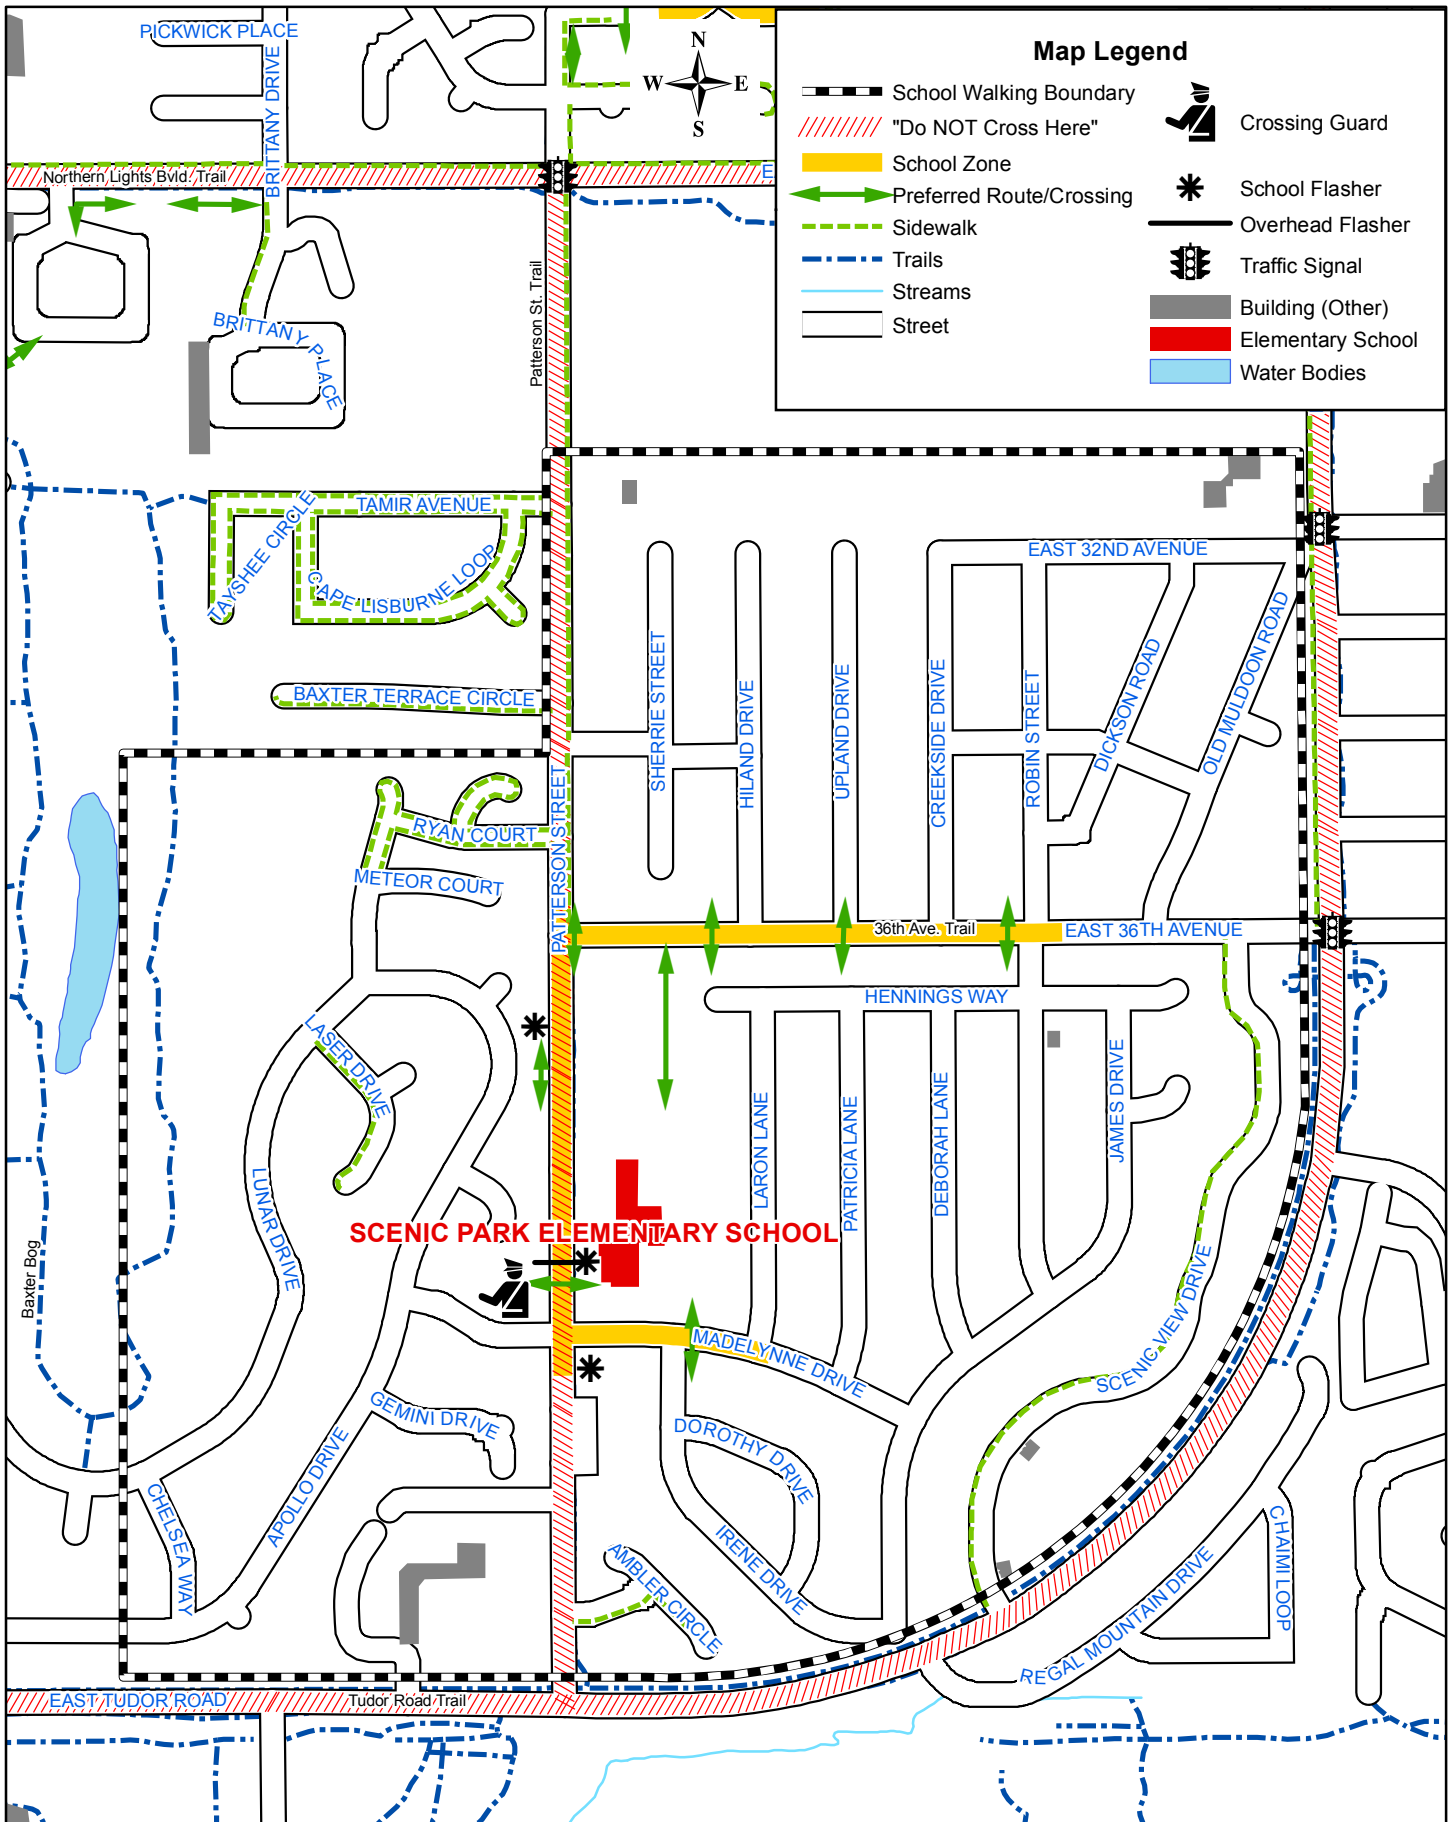 PICKWICK PLACE
BRITTANY DRIVE
N
W
E
S
Map Legend
School Walking Boundary
"Do NOT Cross Here"
School Zone
Preferred Route/Crossing
Sidewalk
Trails
Streams
Street
Crossing Guard
School Flasher
Overhead Flasher
Traffic Signal
Building (Other)
Elementary School
Water Bodies
Northern Lights Bvld. Trail
E
Patterson St. Trail
BRITTANY PLACE
TAMIR AVENUE
TAYSHEE CIRCLE
CAPE LISBURNE LOOP
EAST 32ND AVENUE
BAXTER TERRACE CIRCLE
SHERRIE STREET
HILAND DRIVE
UPLAND DRIVE
CREEKSIDE DRIVE
ROBIN STREET
DICKSON ROAD
OLD MULDOON ROAD
PATTERSON STREET
RYAN COURT
METEOR COURT
36th Ave. Trail
EAST 36TH AVENUE
HENNINGS WAY
LASER DRIVE
LUNAR DRIVE
LARON LANE
PATRICIA LANE
DEBORAH LANE
JAMES DRIVE
SCENIC PARK ELEMENTARY SCHOOL
Baxter Bog
SCENIC VIEW DRIVE
MADELYNNE DRIVE
GEMINI DRIVE
DOROTHY DRIVE
APOLLO DRIVE
CHELSEA WAY
IRENE DRIVE
AMBLER CIRCLE
CHAIMI LOOP
REGAL MOUNTAIN DRIVE
EAST TUDOR ROAD
Tudor Road Trail